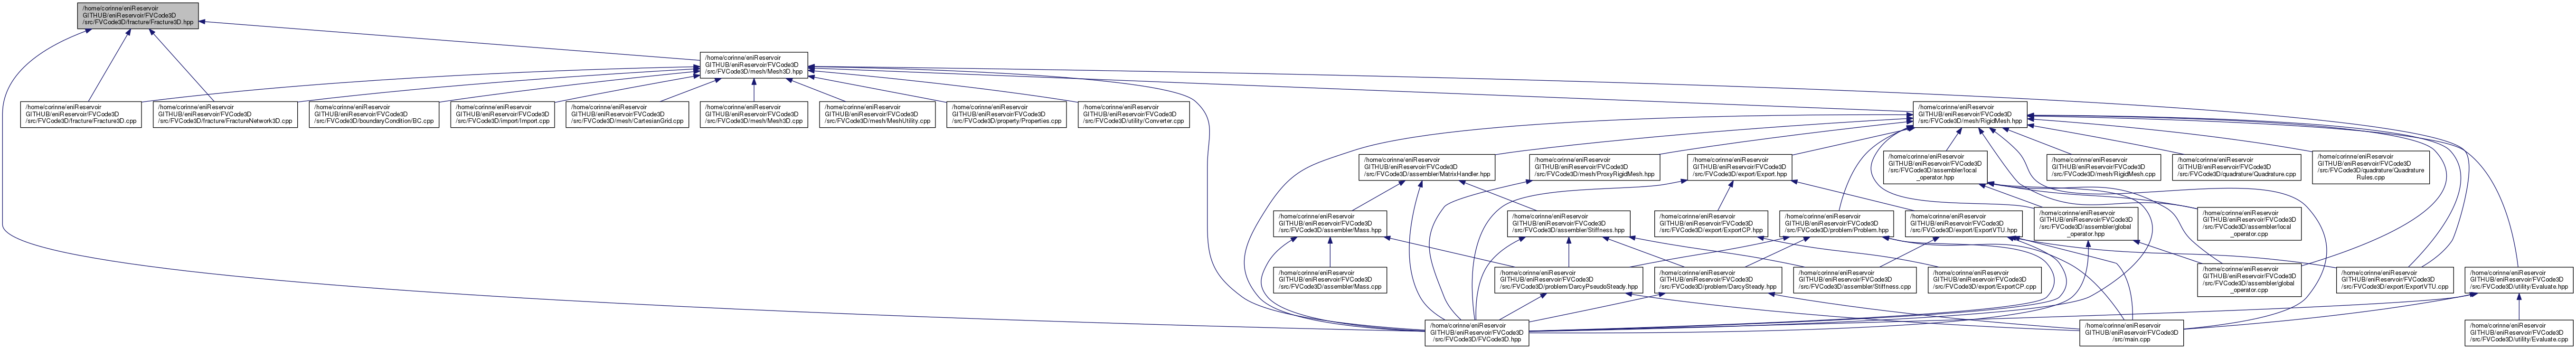 /home/corinne/eniReservoir
GITHUB/eniReservoir/FVCode3D
/src/FVCode3D/fracture/Fracture3D.hpp
/home/corinne/eniReservoir
GITHUB/eniReservoir/FVCode3D
/src/FVCode3D/mesh/Mesh3D.hpp
/home/corinne/eniReservoir
GITHUB/eniReservoir/FVCode3D
/src/FVCode3D/fracture/Fracture3D.cpp
/home/corinne/eniReservoir
GITHUB/eniReservoir/FVCode3D
/src/FVCode3D/fracture/FractureNetwork3D.cpp
/home/corinne/eniReservoir
GITHUB/eniReservoir/FVCode3D
/src/FVCode3D/boundaryCondition/BC.cpp
/home/corinne/eniReservoir
GITHUB/eniReservoir/FVCode3D
/src/FVCode3D/import/Import.cpp
/home/corinne/eniReservoir
GITHUB/eniReservoir/FVCode3D
/src/FVCode3D/mesh/CartesianGrid.cpp
/home/corinne/eniReservoir
GITHUB/eniReservoir/FVCode3D
/src/FVCode3D/mesh/Mesh3D.cpp
/home/corinne/eniReservoir
GITHUB/eniReservoir/FVCode3D
/src/FVCode3D/mesh/MeshUtility.cpp
/home/corinne/eniReservoir
GITHUB/eniReservoir/FVCode3D
/src/FVCode3D/property/Properties.cpp
/home/corinne/eniReservoir
GITHUB/eniReservoir/FVCode3D
/src/FVCode3D/utility/Converter.cpp
/home/corinne/eniReservoir
GITHUB/eniReservoir/FVCode3D
/src/FVCode3D/mesh/RigidMesh.hpp
/home/corinne/eniReservoir
GITHUB/eniReservoir/FVCode3D
/src/FVCode3D/assembler/MatrixHandler.hpp
/home/corinne/eniReservoir
GITHUB/eniReservoir/FVCode3D
/src/FVCode3D/mesh/ProxyRigidMesh.hpp
/home/corinne/eniReservoir
GITHUB/eniReservoir/FVCode3D
/src/FVCode3D/export/Export.hpp
/home/corinne/eniReservoir
GITHUB/eniReservoir/FVCode3D
/src/FVCode3D/assembler/local
_operator.hpp
/home/corinne/eniReservoir
GITHUB/eniReservoir/FVCode3D
/src/FVCode3D/mesh/RigidMesh.cpp
/home/corinne/eniReservoir
GITHUB/eniReservoir/FVCode3D
/src/FVCode3D/quadrature/Quadrature.cpp
/home/corinne/eniReservoir
GITHUB/eniReservoir/FVCode3D
/src/FVCode3D/quadrature/Quadrature
Rules.cpp
/home/corinne/eniReservoir
GITHUB/eniReservoir/FVCode3D
/src/FVCode3D/assembler/Mass.hpp
/home/corinne/eniReservoir
GITHUB/eniReservoir/FVCode3D
/src/FVCode3D/assembler/Stiffness.hpp
/home/corinne/eniReservoir
GITHUB/eniReservoir/FVCode3D
/src/FVCode3D/export/ExportCP.hpp
/home/corinne/eniReservoir
GITHUB/eniReservoir/FVCode3D
/src/FVCode3D/problem/Problem.hpp
/home/corinne/eniReservoir
GITHUB/eniReservoir/FVCode3D
/src/FVCode3D/export/ExportVTU.hpp
/home/corinne/eniReservoir
GITHUB/eniReservoir/FVCode3D
/src/FVCode3D/assembler/global
_operator.hpp
/home/corinne/eniReservoir
GITHUB/eniReservoir/FVCode3D
/src/FVCode3D/assembler/local
_operator.cpp
/home/corinne/eniReservoir
GITHUB/eniReservoir/FVCode3D
/src/FVCode3D/assembler/Mass.cpp
/home/corinne/eniReservoir
GITHUB/eniReservoir/FVCode3D
/src/FVCode3D/problem/DarcyPseudoSteady.hpp
/home/corinne/eniReservoir
GITHUB/eniReservoir/FVCode3D
/src/FVCode3D/problem/DarcySteady.hpp
/home/corinne/eniReservoir
GITHUB/eniReservoir/FVCode3D
/src/FVCode3D/assembler/Stiffness.cpp
/home/corinne/eniReservoir
GITHUB/eniReservoir/FVCode3D
/src/FVCode3D/export/ExportCP.cpp
/home/corinne/eniReservoir
GITHUB/eniReservoir/FVCode3D
/src/FVCode3D/assembler/global
_operator.cpp
/home/corinne/eniReservoir
GITHUB/eniReservoir/FVCode3D
/src/FVCode3D/export/ExportVTU.cpp
/home/corinne/eniReservoir
GITHUB/eniReservoir/FVCode3D
/src/FVCode3D/utility/Evaluate.hpp
/home/corinne/eniReservoir
GITHUB/eniReservoir/FVCode3D
/src/FVCode3D/FVCode3D.hpp
/home/corinne/eniReservoir
GITHUB/eniReservoir/FVCode3D
/src/main.cpp
/home/corinne/eniReservoir
GITHUB/eniReservoir/FVCode3D
/src/FVCode3D/utility/Evaluate.cpp